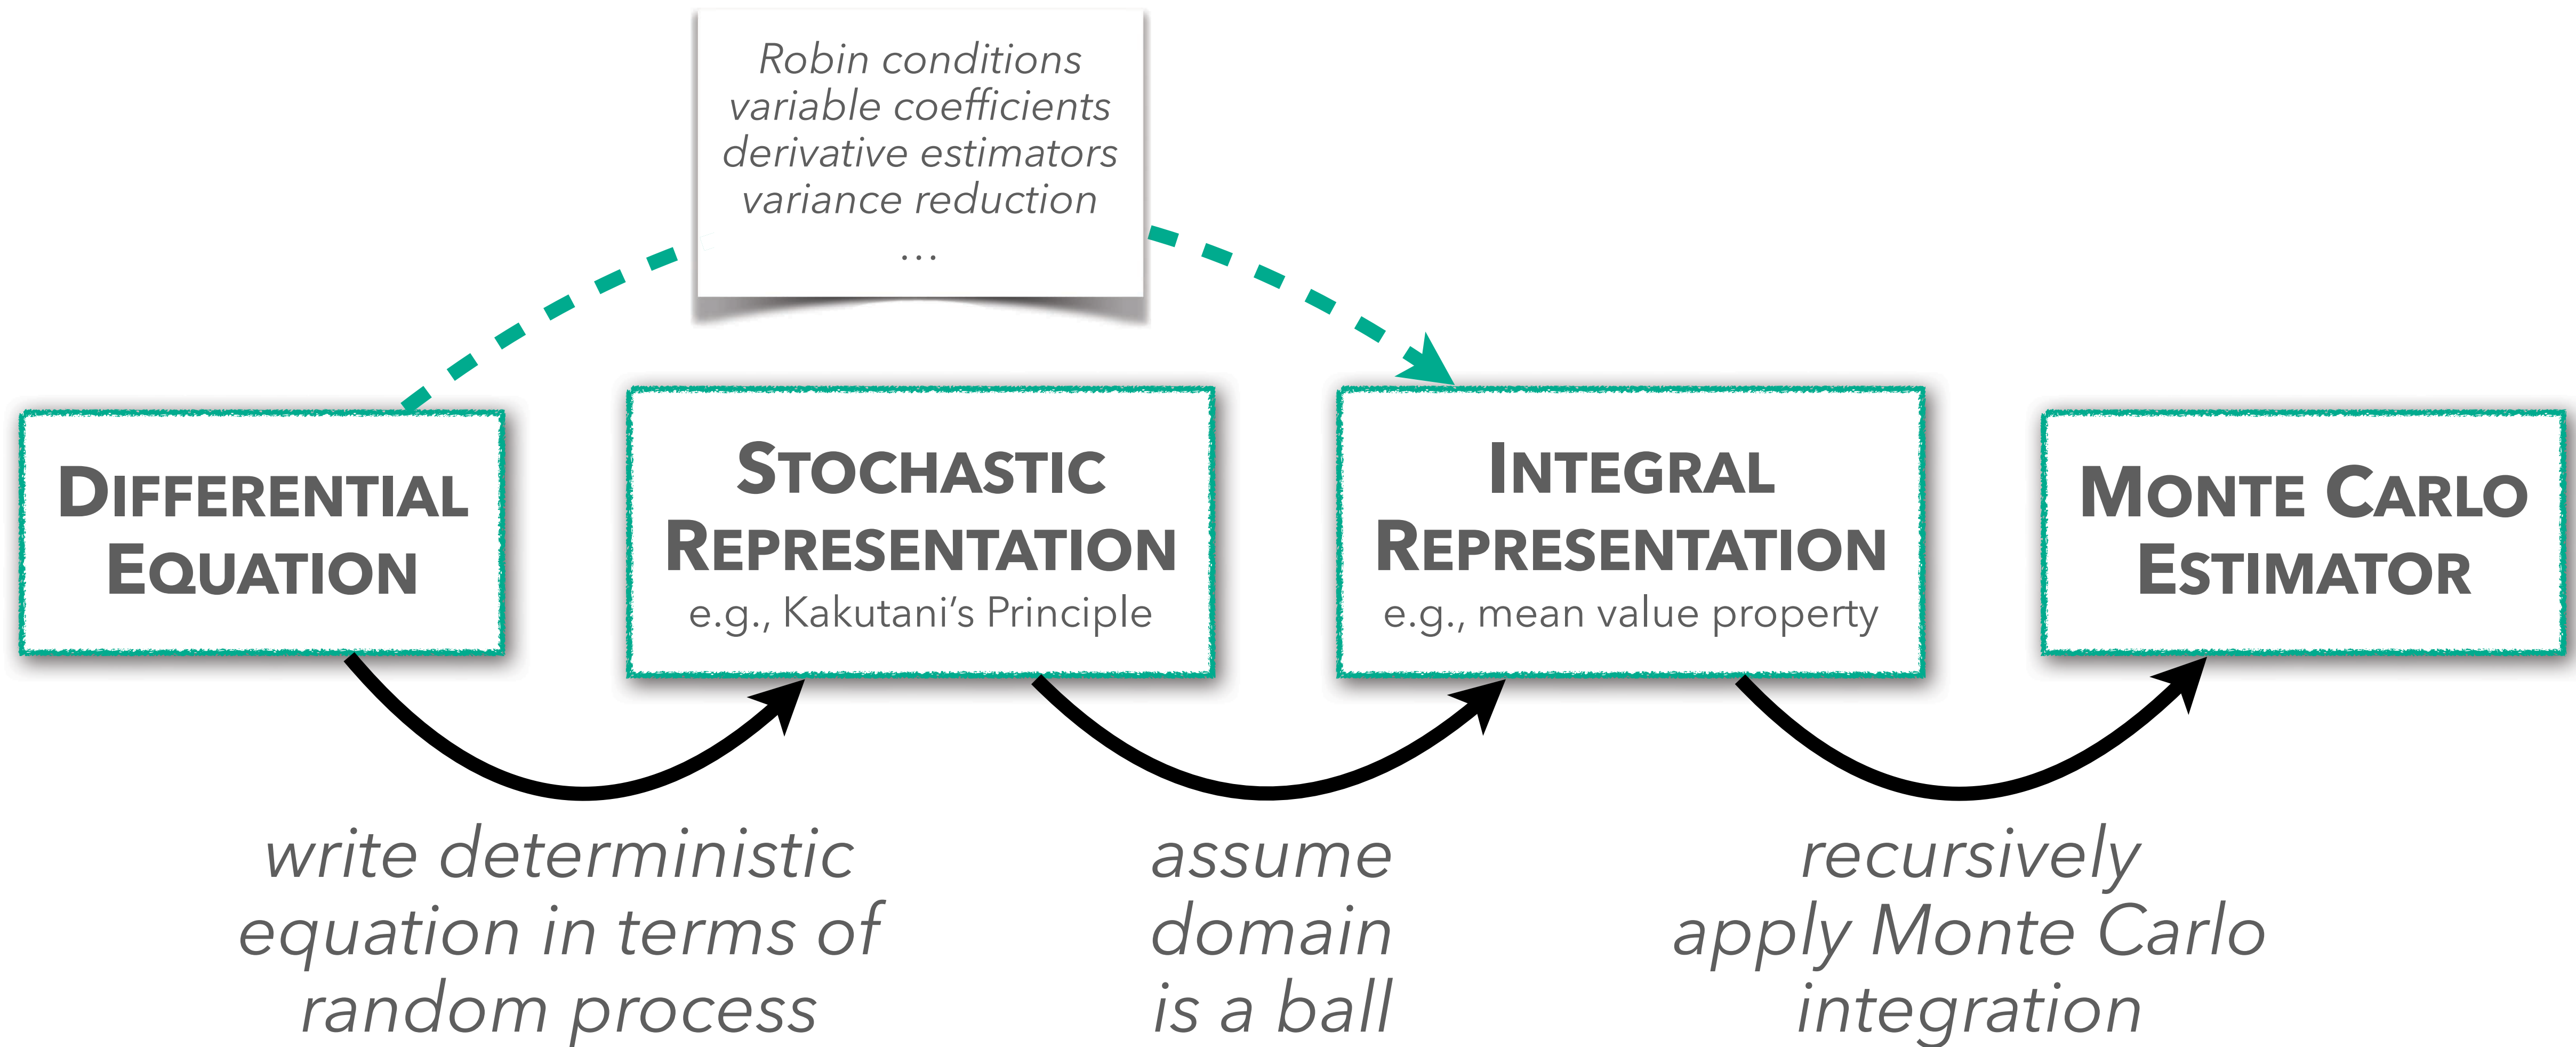 Robin conditions
variable coefficients
derivative estimators
variance reduction
…
DIFFERENTIAL
EQUATION
STOCHASTIC
REPRESENTATION
e.g., Kakutani’s Principle
INTEGRAL
REPRESENTATION
e.g., mean value property
MONTE CARLO
ESTIMATOR
write deterministic
equation in terms of
random process
assume
domain
is a ball
recursively
apply Monte Carlo
integration